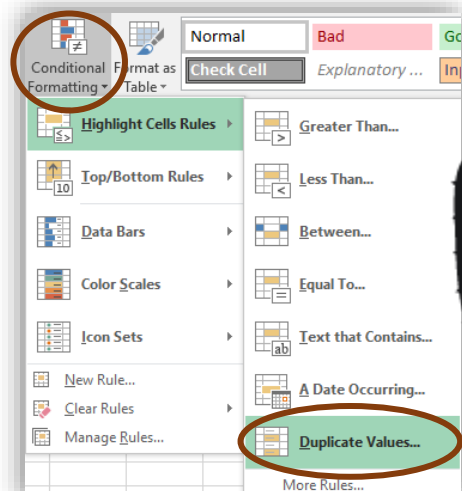 Normal
Bad
Go
Conditional Formatting
Format as Table
Check Cell
Explanatory ...
Inp
Highlight Cells Rules
Top/Bottom Rules
Data Bars
Color Scales
Icon Sets
New Rule...
Clear Rules
Manage Rules...
Greater Than...
Less Than...
Between...
Equal To...
Text that Contains...
A Date Occurring...
Duplicate Values...
More Rules...